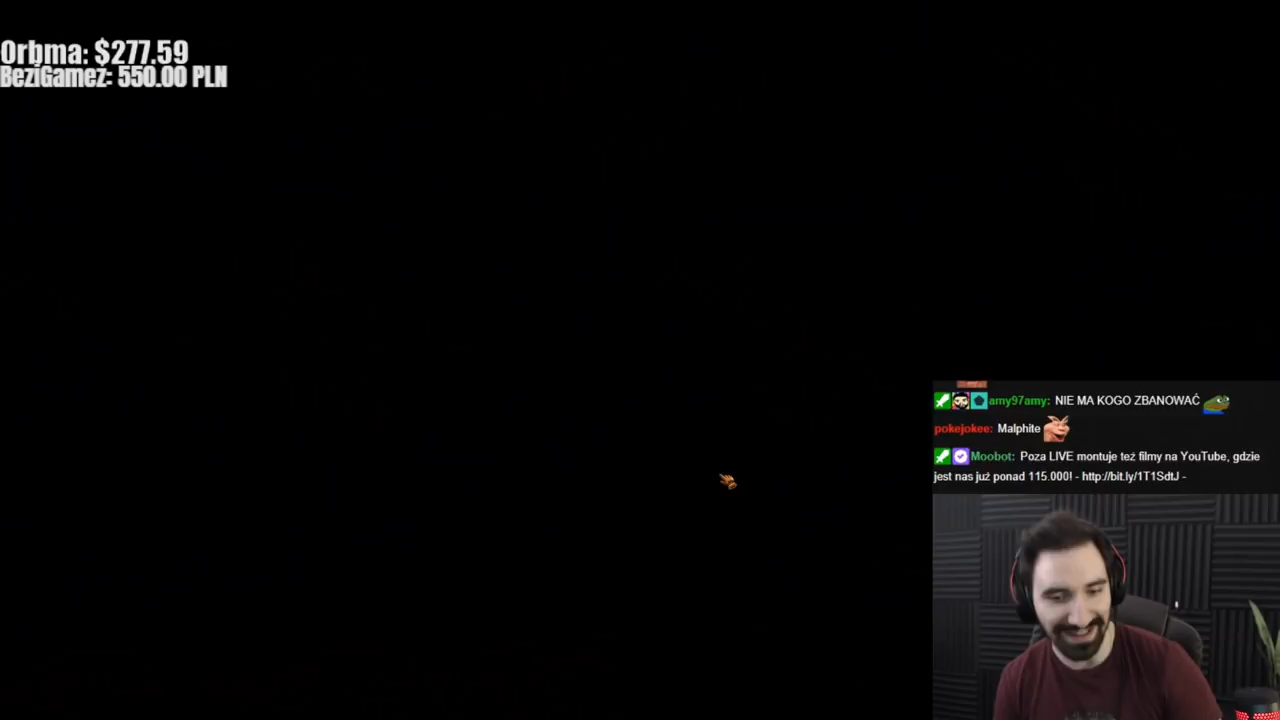 Orbma: $277.59
BeziGamez: 550.00 PLN
amy97amy: NIE MA KOGO ZBANOWAĆ
pokejokee: Malphite
Moobot: Poza LIVE montuje też filmy na YouTube, gdzie
jest nas już ponad 115.000! - http://bit.ly/1T1SdtJ -